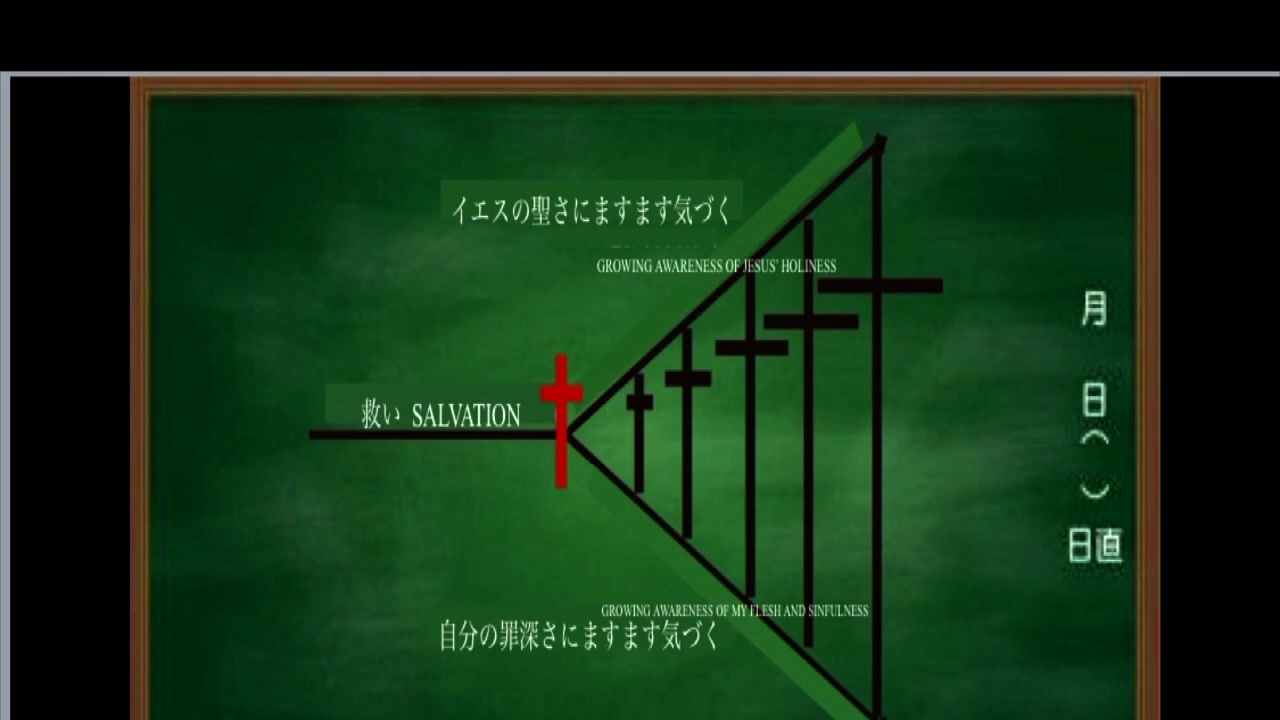 イエスの聖さにますます気づく
GROWING AWARENESS OF JESUS' HOLINESS
救い SALVATION
GROWING AWARENESS OF MY FLESH AND SINFULNESS
自分の罪深さにますます気づく
月
日
︵
︶
日直